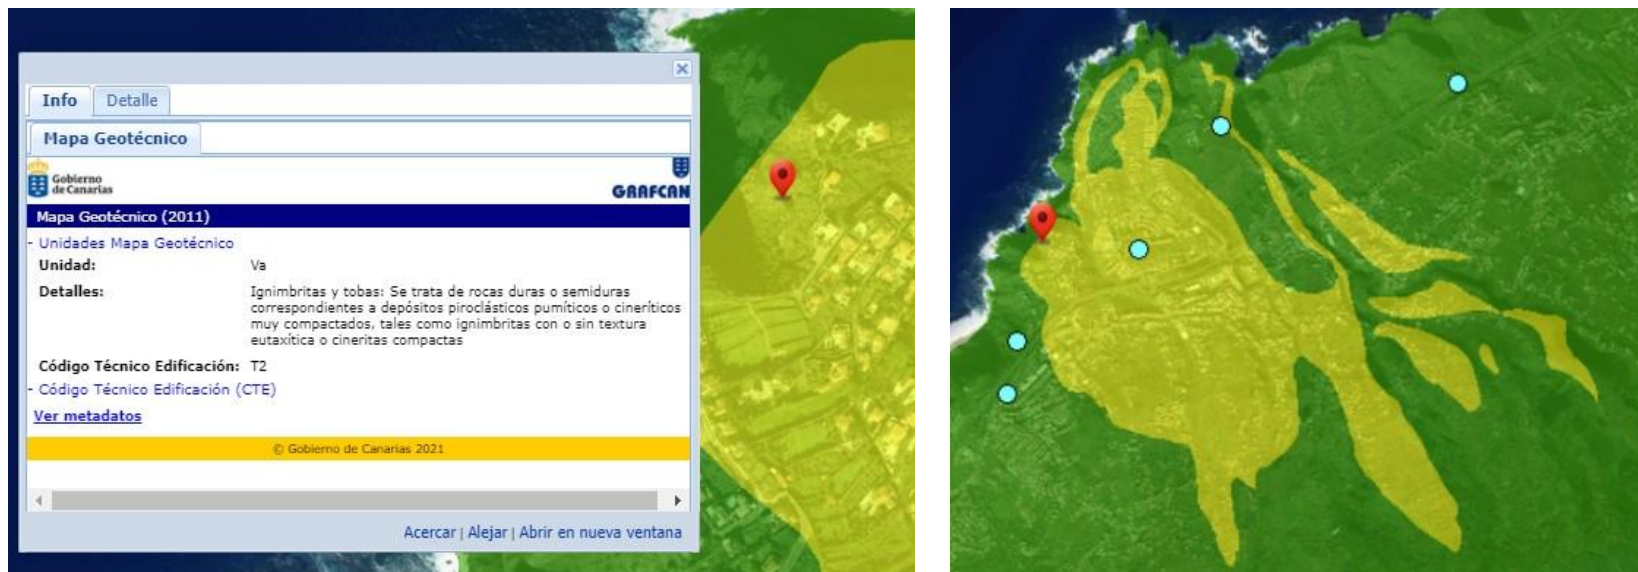 Info Detalle
Mapa Geotécnico
Gobierno
de Canarias
GRAFCAN
Mapa Geotécnico (2011)
- Unidades Mapa Geotécnico
Unidad: Va
Detalles: Ignimbritas y tobas: Se trata de rocas duras o semiduras
correspondientes a depósitos piroclásticos pumíticos o cineríticos
muy compactados, tales como ignimbritas con o sin textura
eutaxítica o cineritas compactas
Código Técnico Edificación: T2
- Código Técnico Edificación (CTE)
Ver metadatos
© Gobierno de Canarias 2021
Acercar | Alejar | Abrir en nueva ventana